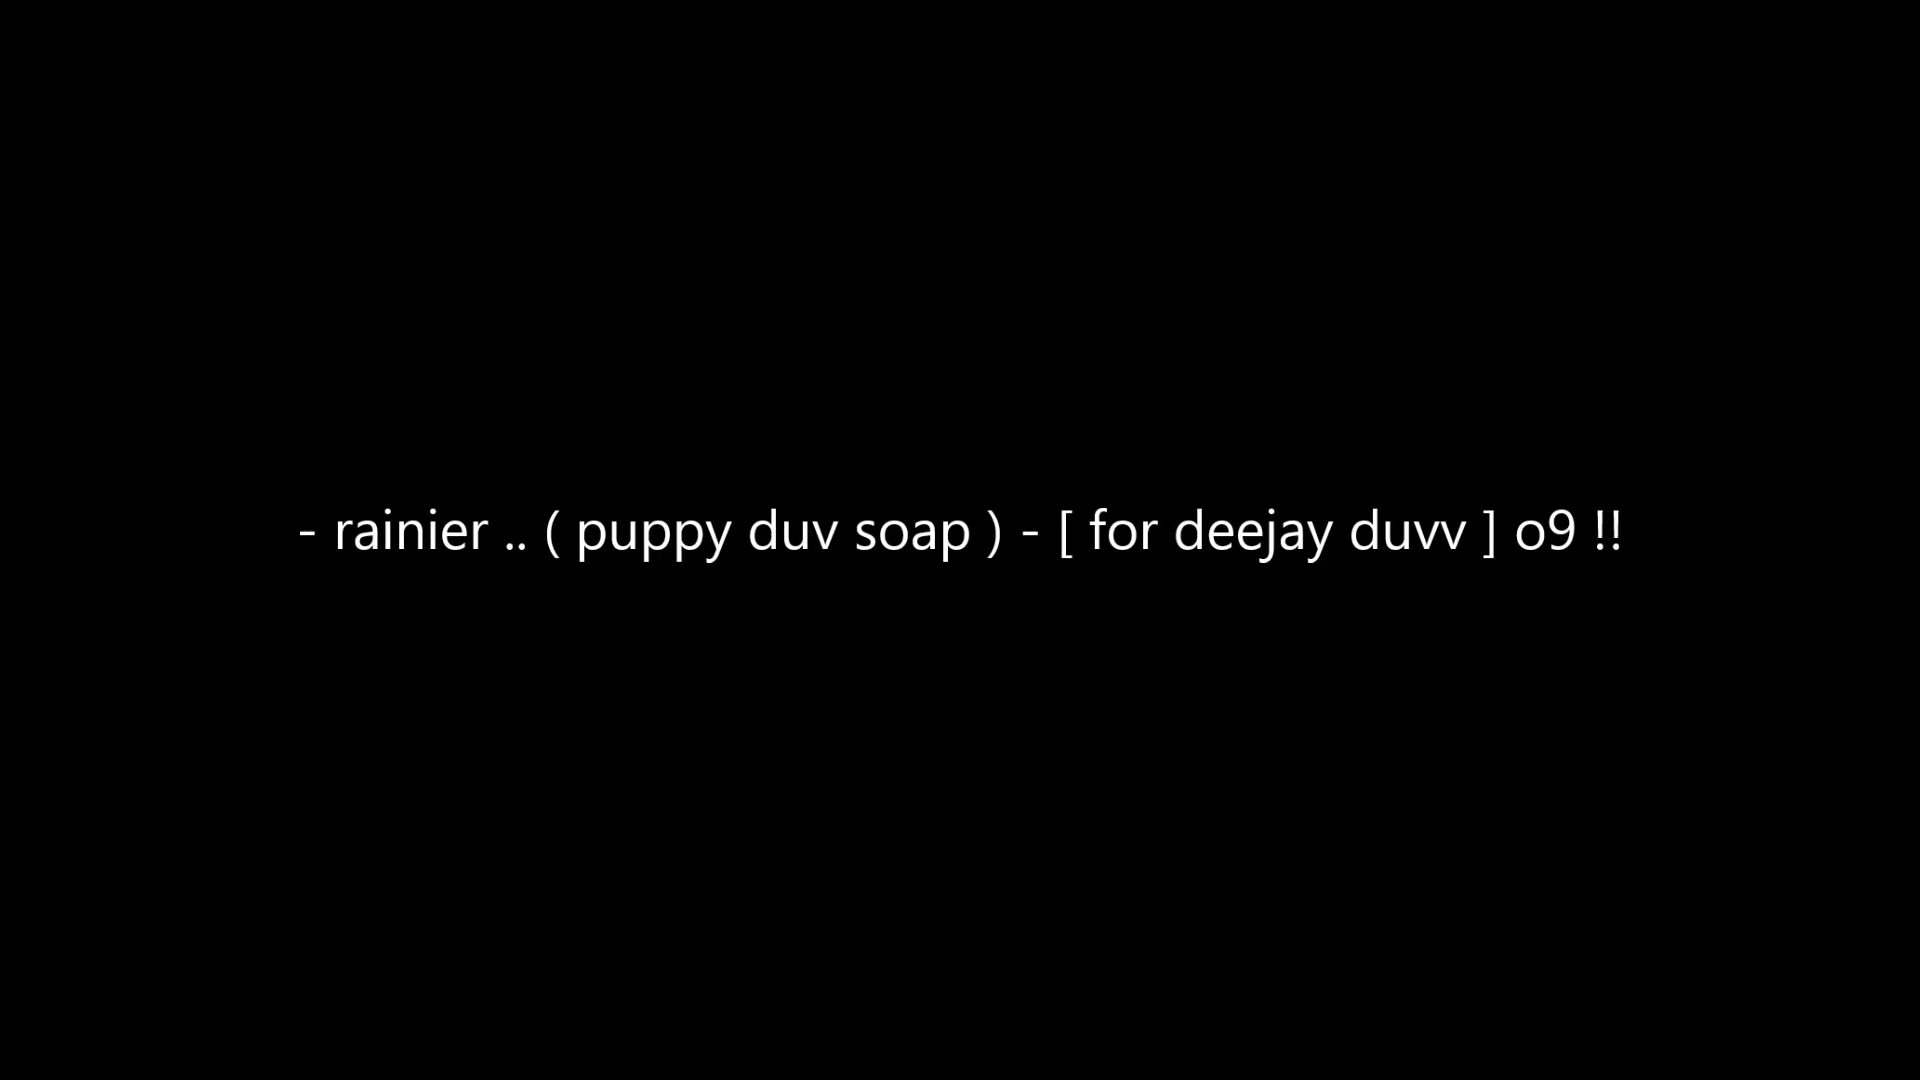 - rainier .. ( puppy duv soap ) - [ for deejay duvv ] o9 !!